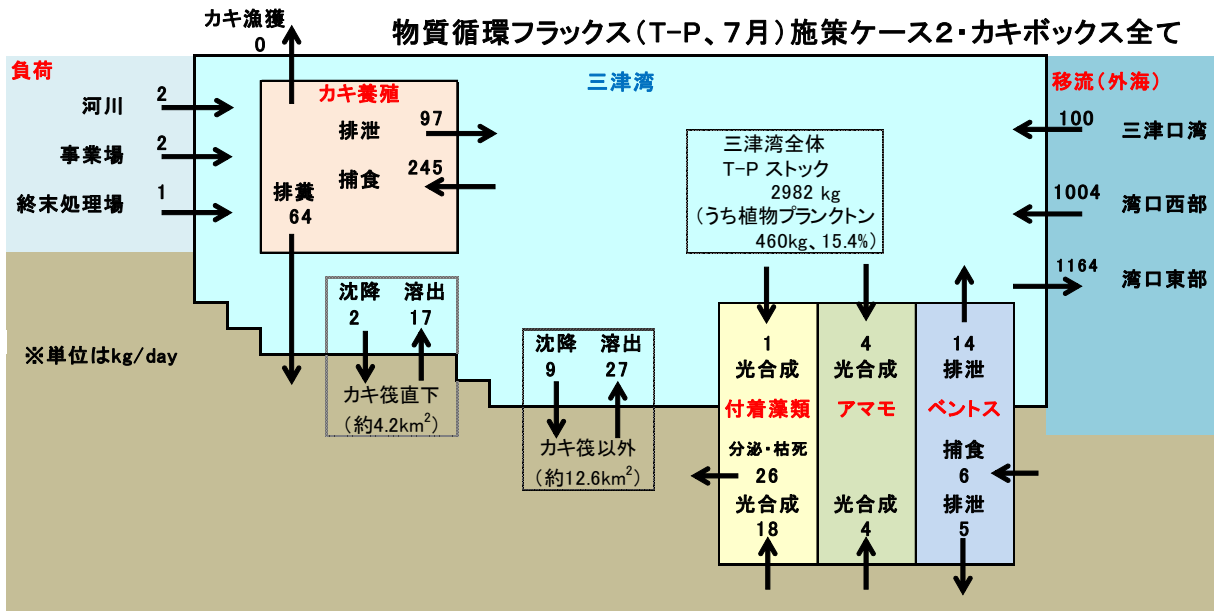 カキ漁獲
0
物質循環フラックス(T-P、7月)施策ケース2・カキボックス全て
負荷
河川 2
事業場 2
終末処理場 1
カキ養殖
排泄 97
捕食 245
排糞
64
三津湾
三津湾全体
T-P ストック
2982 kg
(うち植物プランクトン
460kg、15.4%)
移流(外海)
100 三津口湾
1004 湾口西部
1164 湾口東部
※単位はkg/day
沈降 溶出
2 17
カキ筏直下
(約4.2km²)
沈降 溶出
9 27
カキ筏以外
(約12.6km²)
1 4 14
光合成 光合成 排泄
付着藻類 アマモ ベントス
分泌・枯死 捕食
26 6
光合成 光合成 排泄
18 4 5